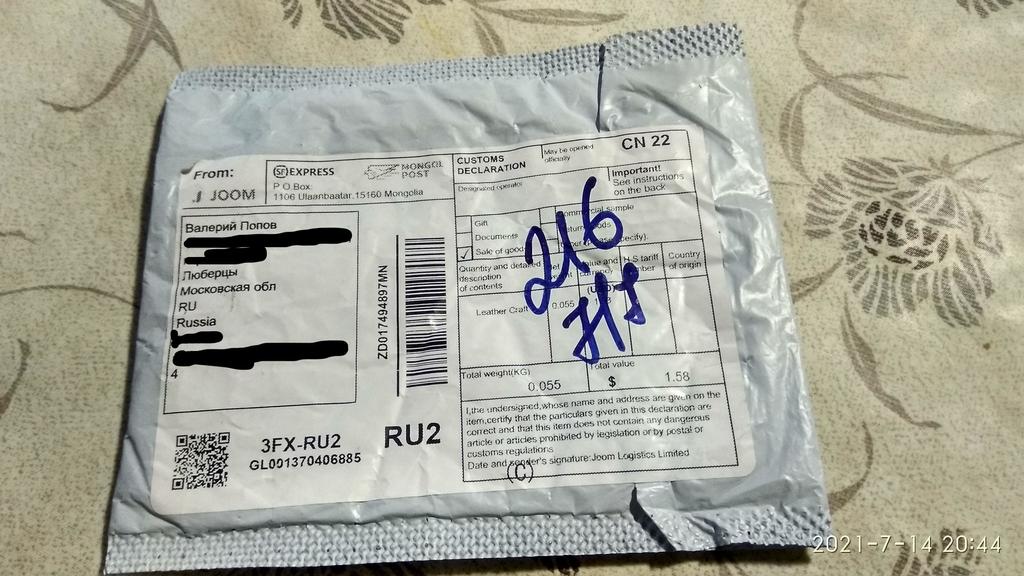 From:
JOOM
SF EXPRESS
MONGOL
POST
P.O.Box:
1106 Ulaanbaatar.15160 Mongolia
CUSTOMS
DECLARATION
May be opened
officially
CN 22
Designated operator
Important!
See instructions
on the back
Валерий Попов
Люберцы
Московская обл
RU
Russia
4
ZD017494897MN
Gift
Documents
Sale of goods
sample
Quantity and detailed
description
of contents
H.S tariff
Country
of origin
Leather Craft
0.055
216
Total weight(KG)
0.055
Total value
$ 1.58
I,the undersigned,whose name and address are given on the
item,certify that the particulars given in this declaration are
correct and that this item does not contain any dangerous
article or articles prohibited by legislation or by postal or
customs regulations
Date and sender's signature:Joom Logistics Limited
(C)
3FX-RU2
GL001370406885
RU2
2021-7-14 20:44